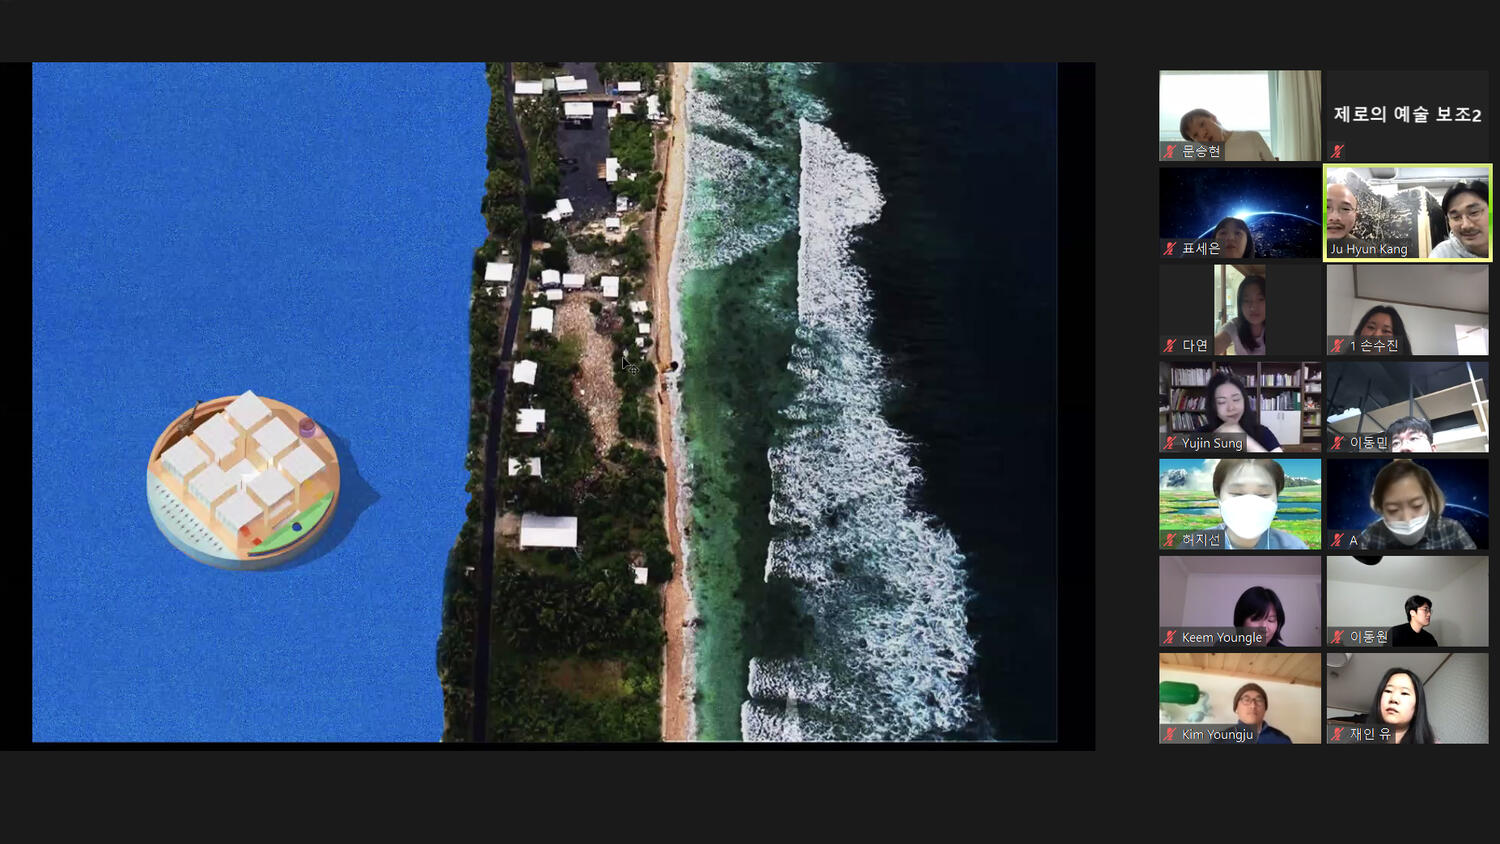 문승현
제로의 예술 보조2
표세은
Ju Hyun Kang
다연
1 손수진
Yujin Sung
이동민
허지선
A
Keem Youngle
이동원
Kim Youngju
재인 유